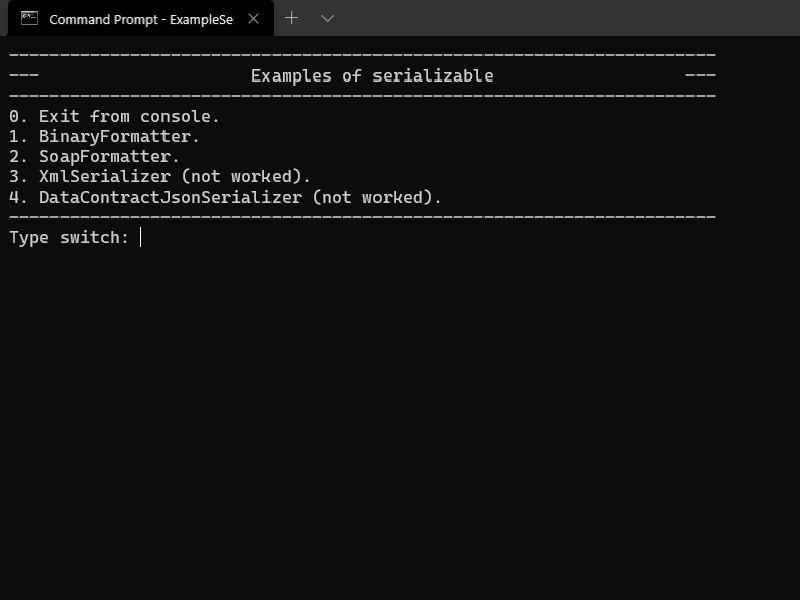 Command Prompt - ExampleSe
----------------------------------------------------------------------
--- Examples of serializable ---
----------------------------------------------------------------------
0. Exit from console.
1. BinaryFormatter.
2. SoapFormatter.
3. XmlSerializer (not worked).
4. DataContractJsonSerializer (not worked).
----------------------------------------------------------------------
Type switch: